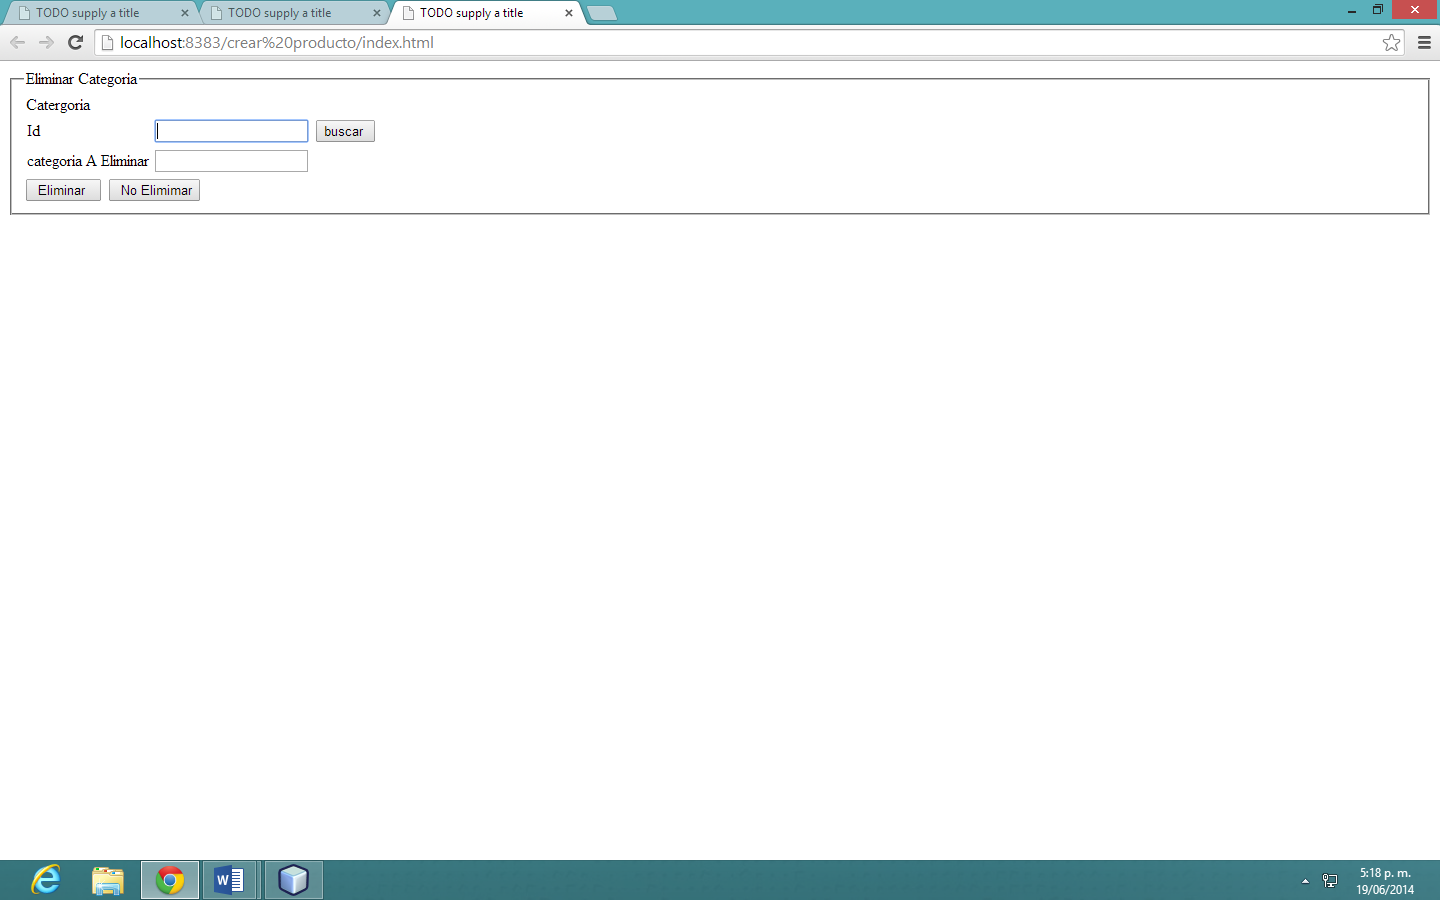 TODO supply a title TODO supply a title TODO supply a title
localhost:8383/crear%20producto/index.html
Eliminar Categoria
Catergoria
Id buscar
categoria A Eliminar
Eliminar No Elimimar
5:18 p. m.
19/06/2014